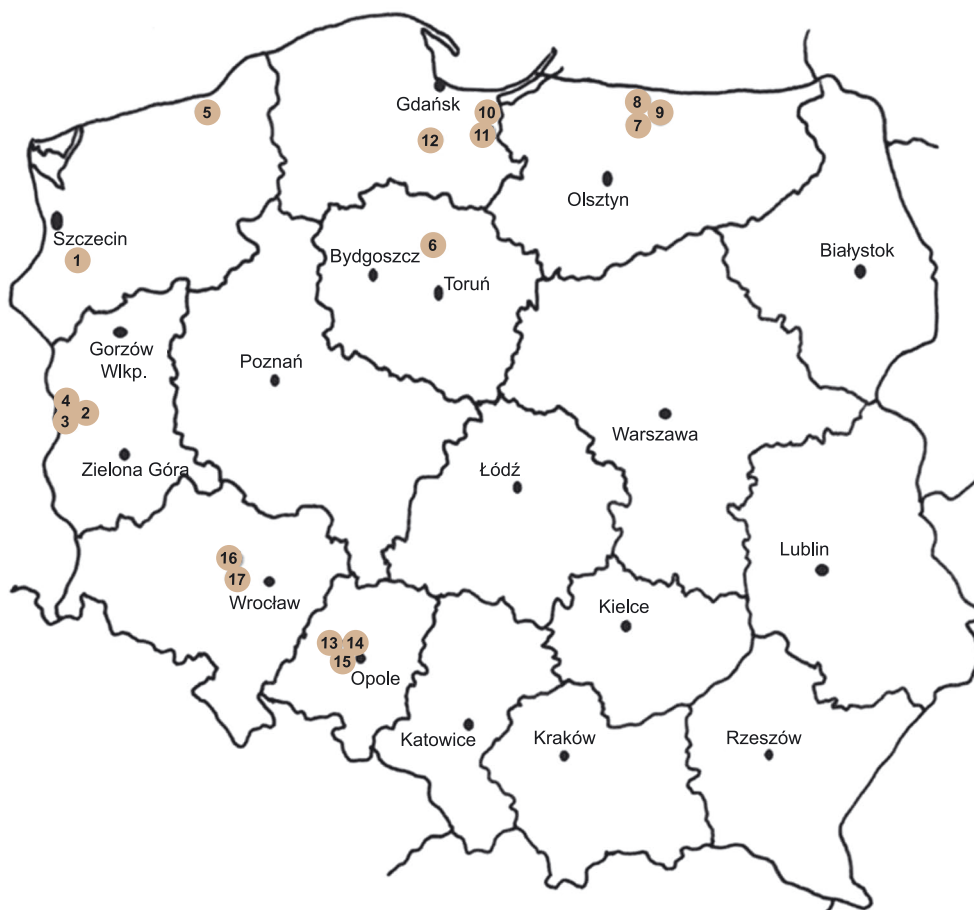 5
8
9
10
7
Gdańsk
11
12
Olsztyn
Szczecin
6
Białystok
1
Bydgoszcz
Toruń
Gorzów
Wlkp.
Poznań
4
2
3
Warszawa
Zielona Góra
Łódź
16
Lublin
17
Wrocław
Kielce
13
14
15
Opole
Katowice
Kraków
Rzeszów